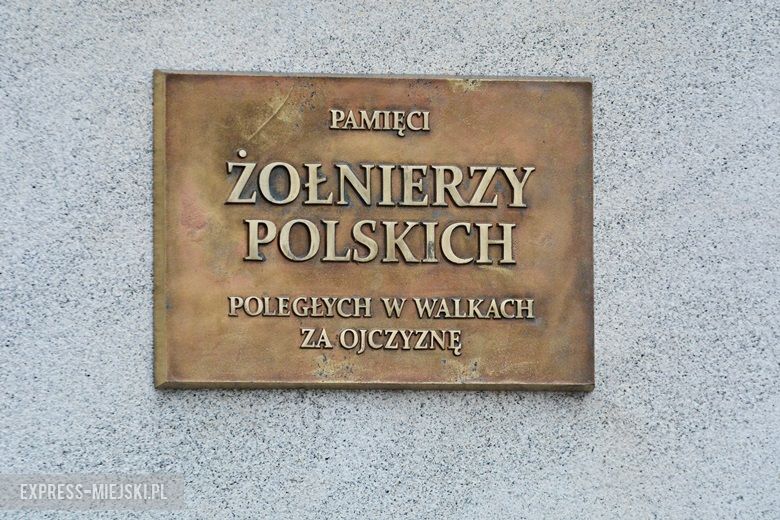 PAMIĘCI
ŻOŁNIERZY
POLSKICH
POLEGŁYCH W WALKACH
ZA OJCZYZNĘ
EXPRESS-MIEJSKI.PL